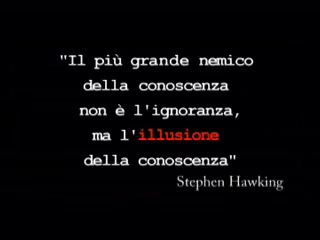 "Il più grande nemico
della conoscenza
non è l'ignoranza,
ma l'illusione
della conoscenza"
Stephen Hawking